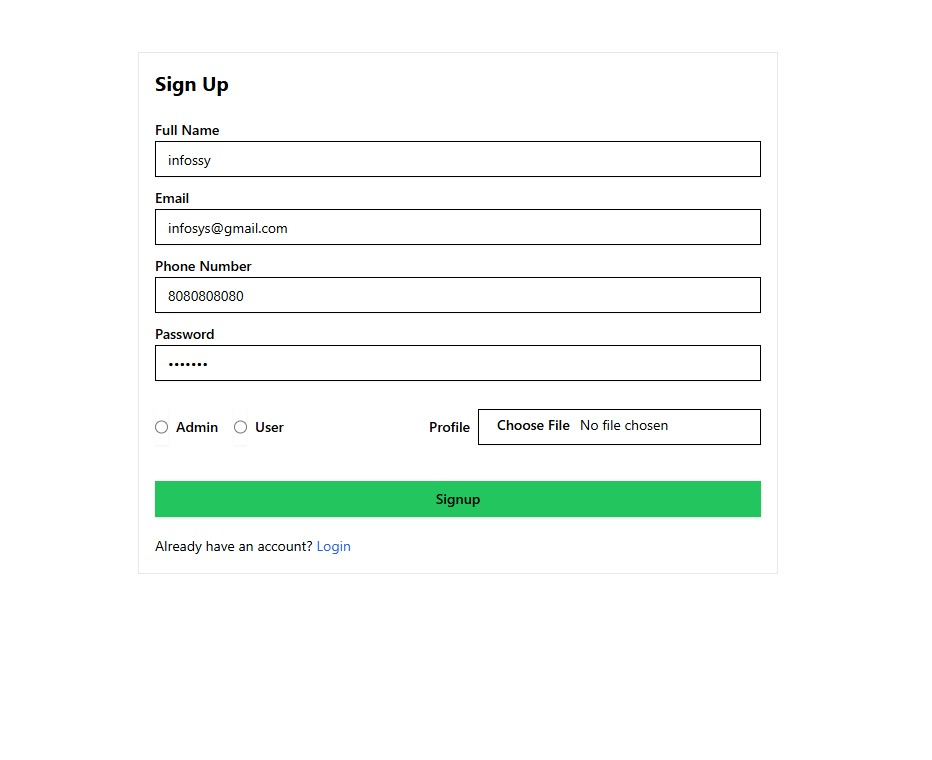 Sign Up
Full Name
infossy
Email
infosys@gmail.com
Phone Number
8080808080
Password
•••••••
Admin User Profile Choose File No file chosen
Signup
Already have an account? Login